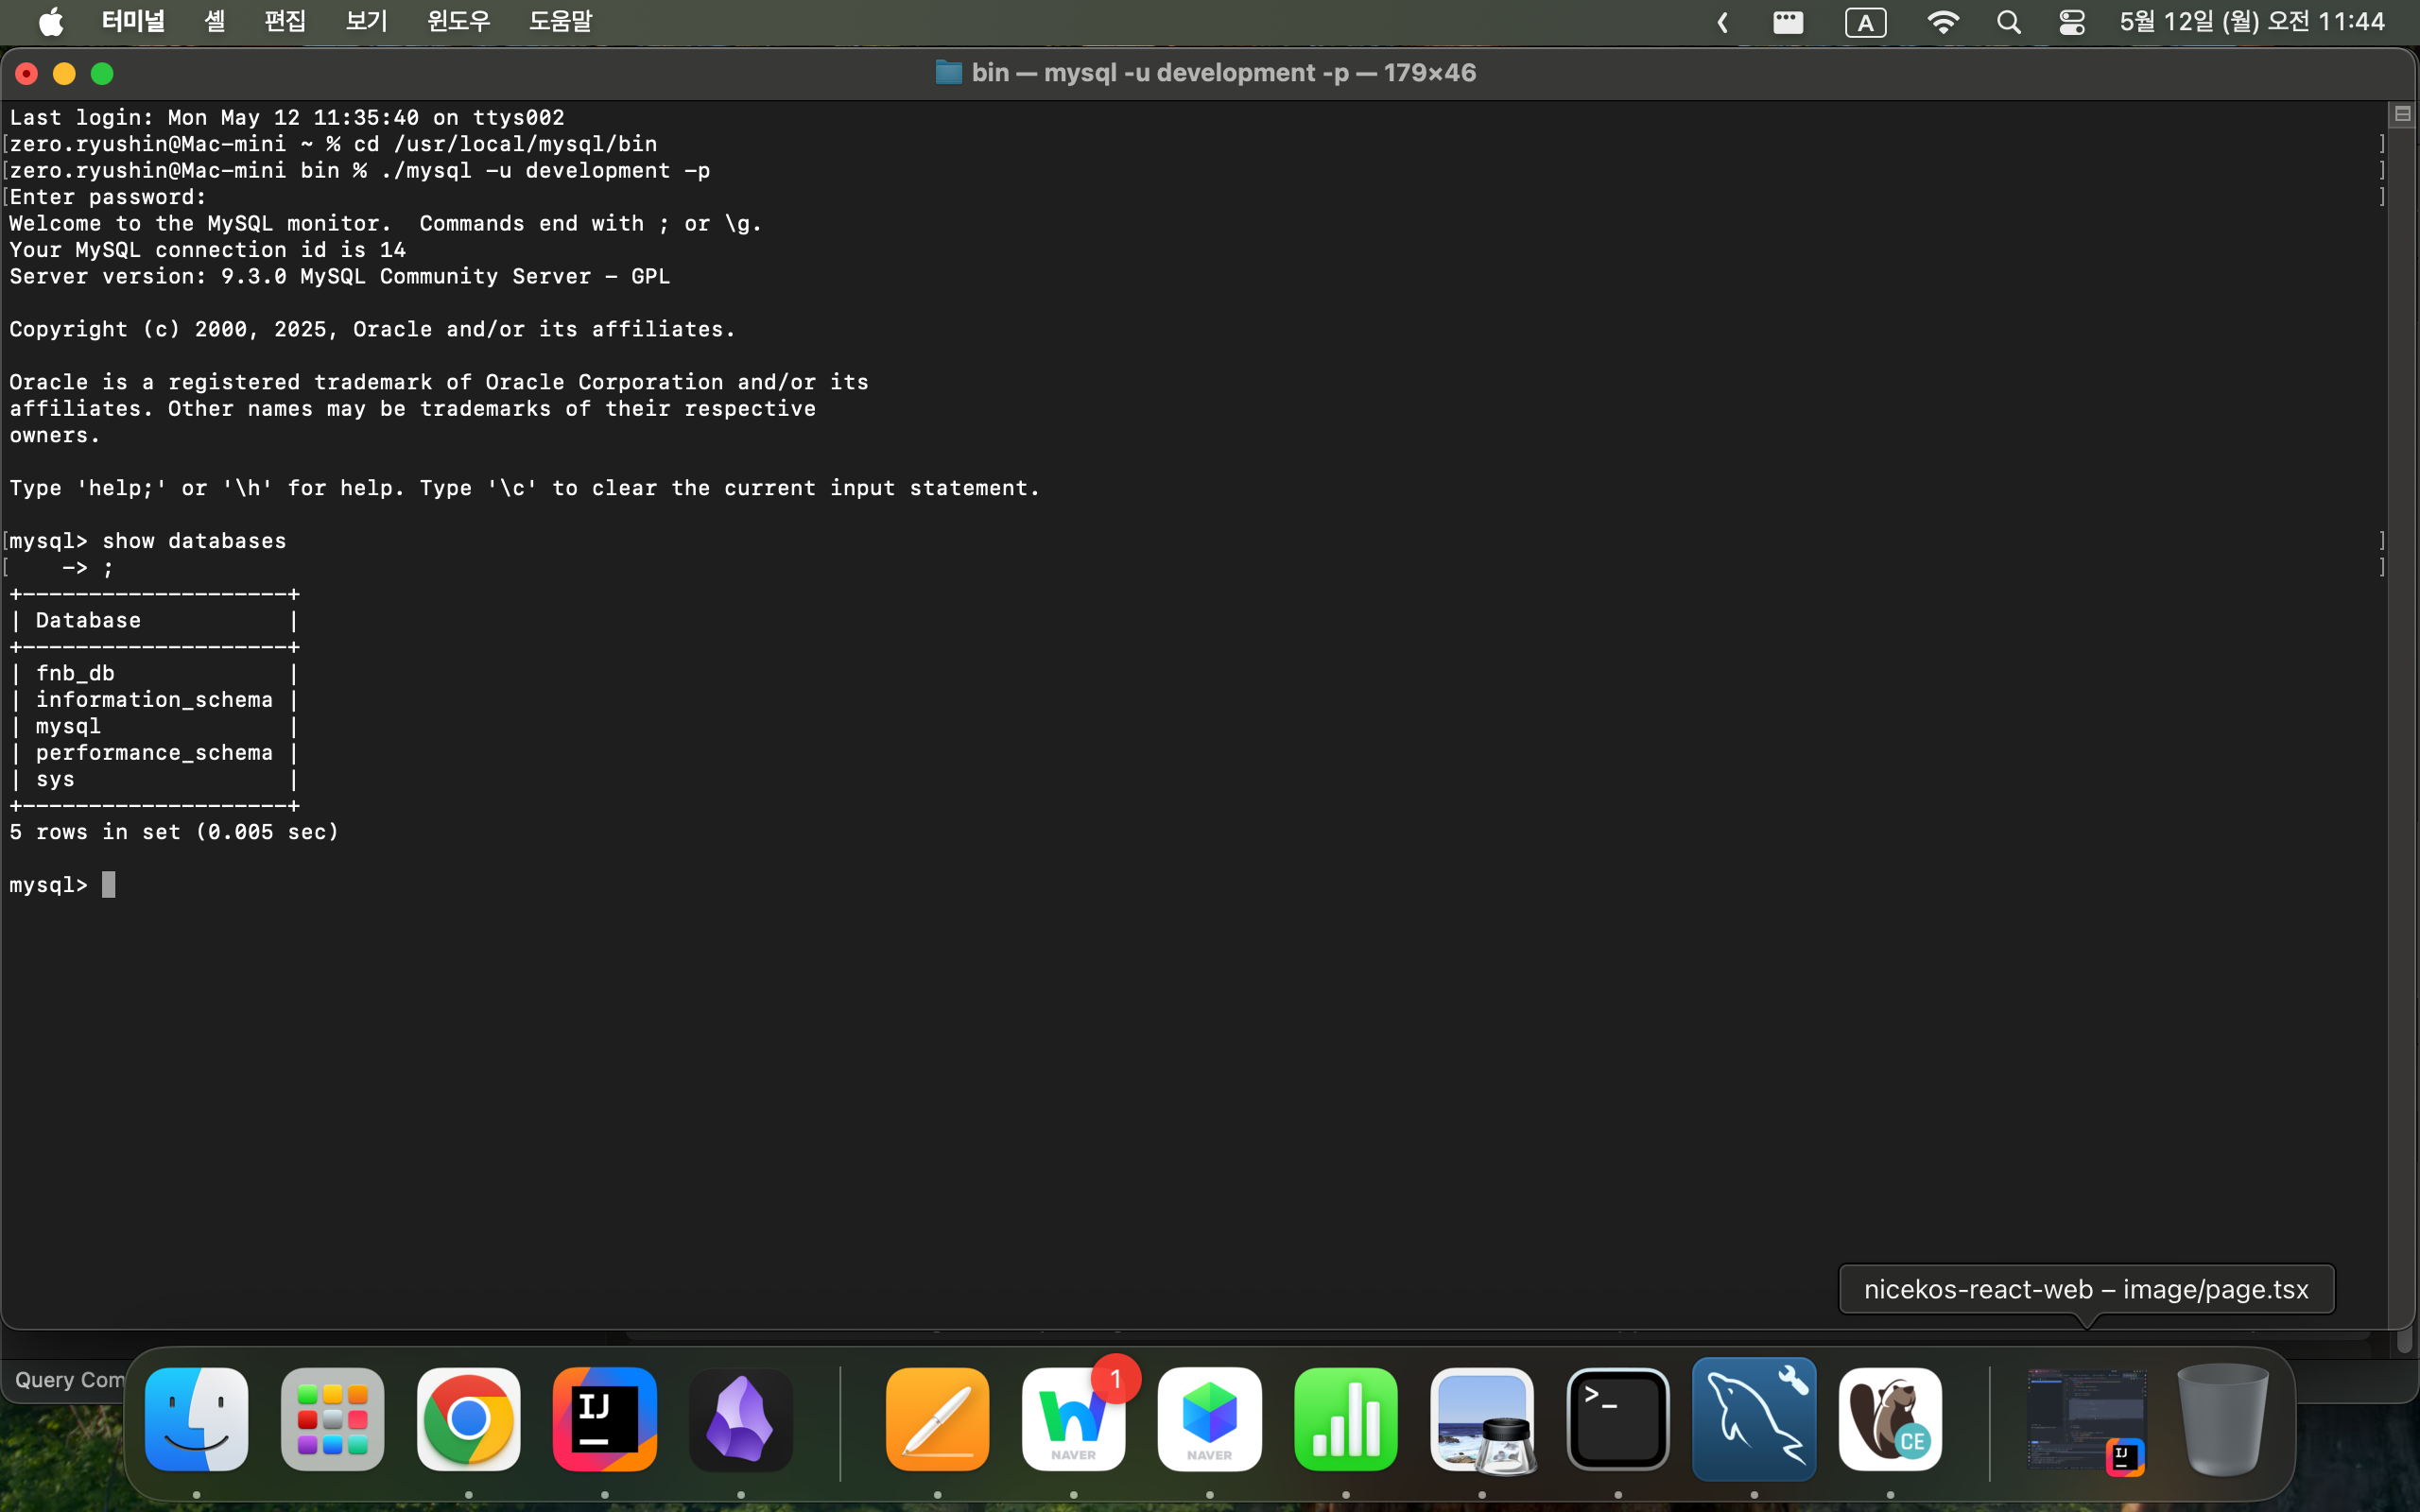 터미널 셸 편집 보기 윈도우 도움말 A 5월 12일 (월) 오전 11:44
bin — mysql -u development -p — 179×46
Last login: Mon May 12 11:35:40 on ttys002
[zero.ryushin@Mac-mini ~ % cd /usr/local/mysql/bin ]
[zero.ryushin@Mac-mini bin % ./mysql -u development -p ]
[Enter password: ]
Welcome to the MySQL monitor.  Commands end with ; or \g.
Your MySQL connection id is 14
Server version: 9.3.0 MySQL Community Server - GPL
Copyright (c) 2000, 2025, Oracle and/or its affiliates.
Oracle is a registered trademark of Oracle Corporation and/or its
affiliates. Other names may be trademarks of their respective
owners.
Type 'help;' or '\h' for help. Type '\c' to clear the current input statement.
[mysql> show databases ]
[    -> ; ]
+--------------------+
| Database           |
+--------------------+
| fnb_db             |
| information_schema |
| mysql              |
| performance_schema |
| sys                |
+--------------------+
5 rows in set (0.005 sec)
mysql>
nicekos-react-web – image/page.tsx
Query Com
IJ
NAVER
1
NAVER
>_
CE
IJ